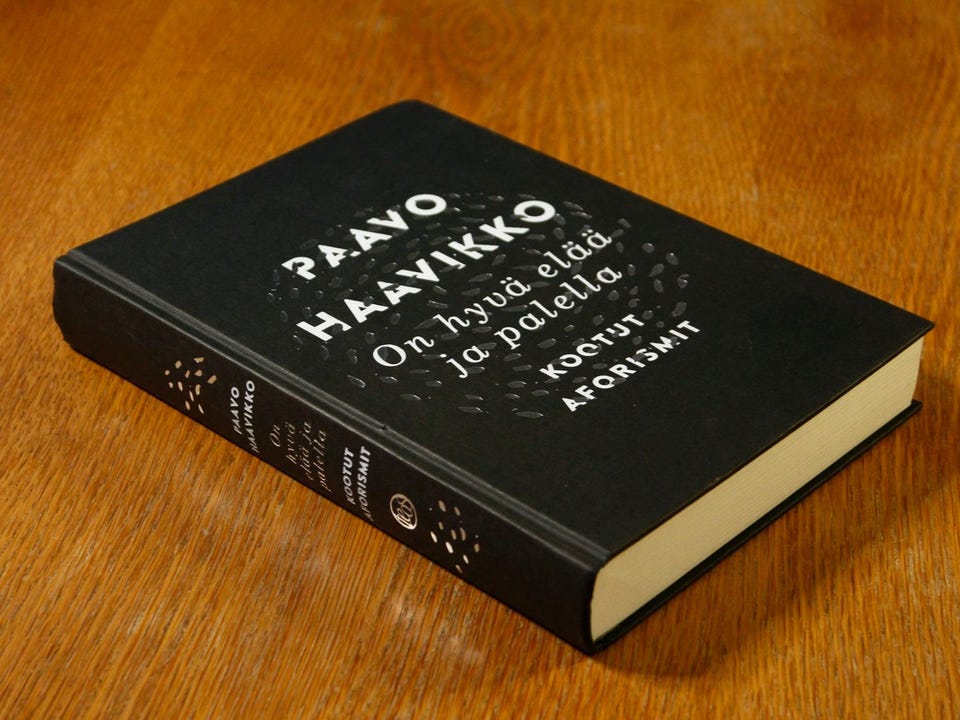 PAAVO
HAAVIKKO
On hyvä elää
ja palella
KOOTUT
AFORISMIT
PAAVO
HAAVIKKO
On
hyvä
elää ja
palella
KOOTUT
AFORISMIT